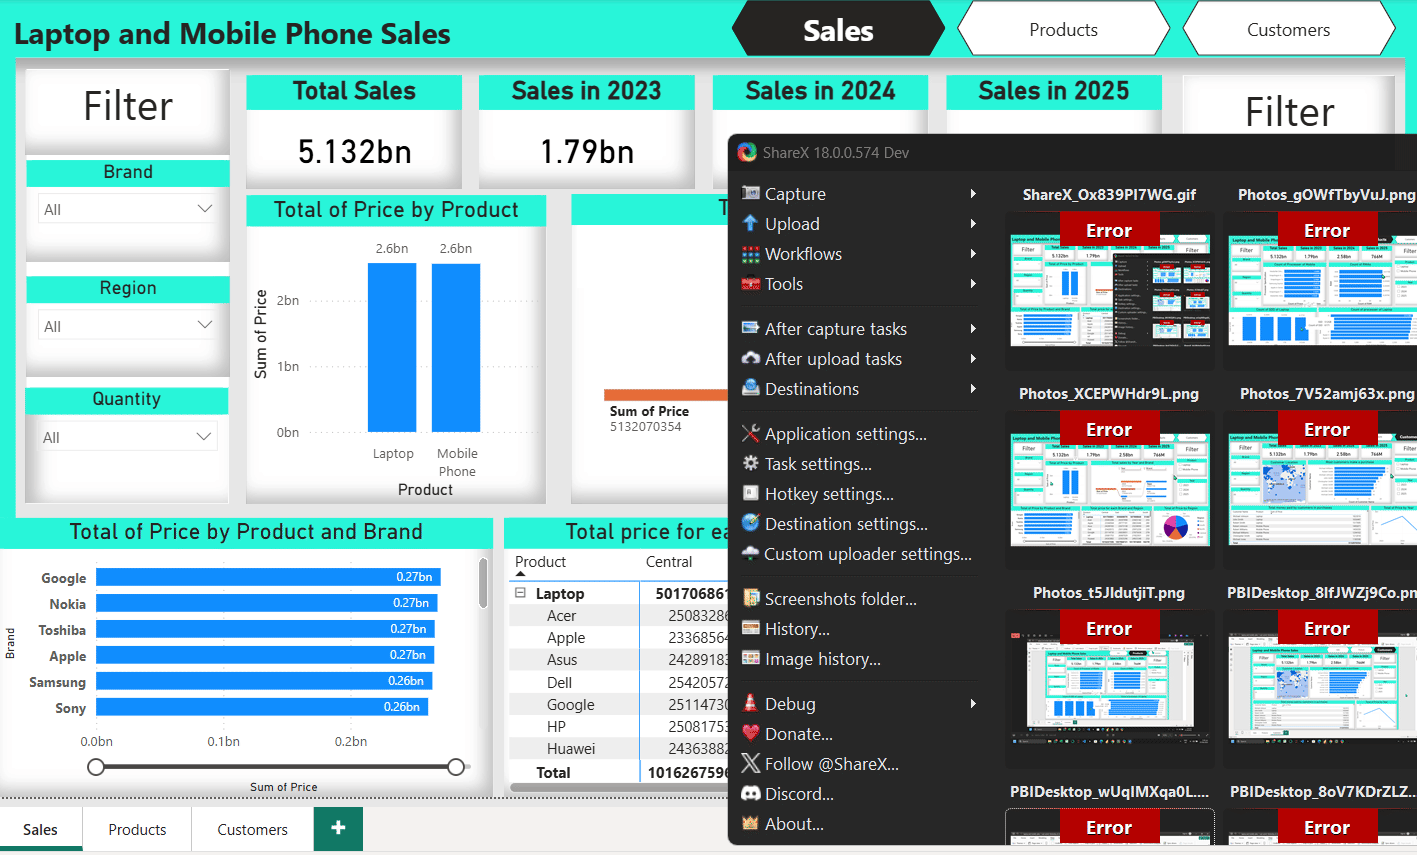 Laptop and Mobile Phone Sales
Sales
Products
Customers
Filter
Total Sales
5.132bn
Sales in 2023
1.79bn
Sales in 2024
Sales in 2025
Filter
Brand
All
Region
All
Quantity
All
Total of Price by Product
Sum of Price
2bn
1bn
0bn
2.6bn
2.6bn
Laptop
Mobile
Phone
Product
Sum of Price
5132070354
Total of Price by Product and Brand
Brand
Google 0.27bn
Nokia 0.27bn
Toshiba 0.27bn
Apple 0.27bn
Samsung 0.26bn
Sony 0.26bn
0.0bn 0.1bn 0.2bn
Sum of Price
Total price for
Product Central
Laptop 501706861
Acer 25083286
Apple 23368564
Asus 24289183
Dell 25420572
Google 25114730
HP 25081753
Huawei 24363882
Total 1016267596
Sales
Products
Customers
+
ShareX 18.0.0.574 Dev
Capture
Upload
Workflows
Tools
After capture tasks
After upload tasks
Destinations
Application settings...
Task settings...
Hotkey settings...
Destination settings...
Custom uploader settings...
Screenshots folder...
History...
Image history...
Debug
Donate...
Follow @ShareX...
Discord...
About...
ShareX_Ox839PI7WG.gif
Error
Photos_gOWfTbyVuJ.png
Error
Photos_XCEPWHdr9L.png
Error
Photos_7V52amj63x.png
Error
Photos_t5JIdutjiT.png
Error
PBIDesktop_8IfJWZj9Co.pn
Error
PBIDesktop_wUqIMXqa0L....
Error
PBIDesktop_8oV7KDrZLZ...
Error